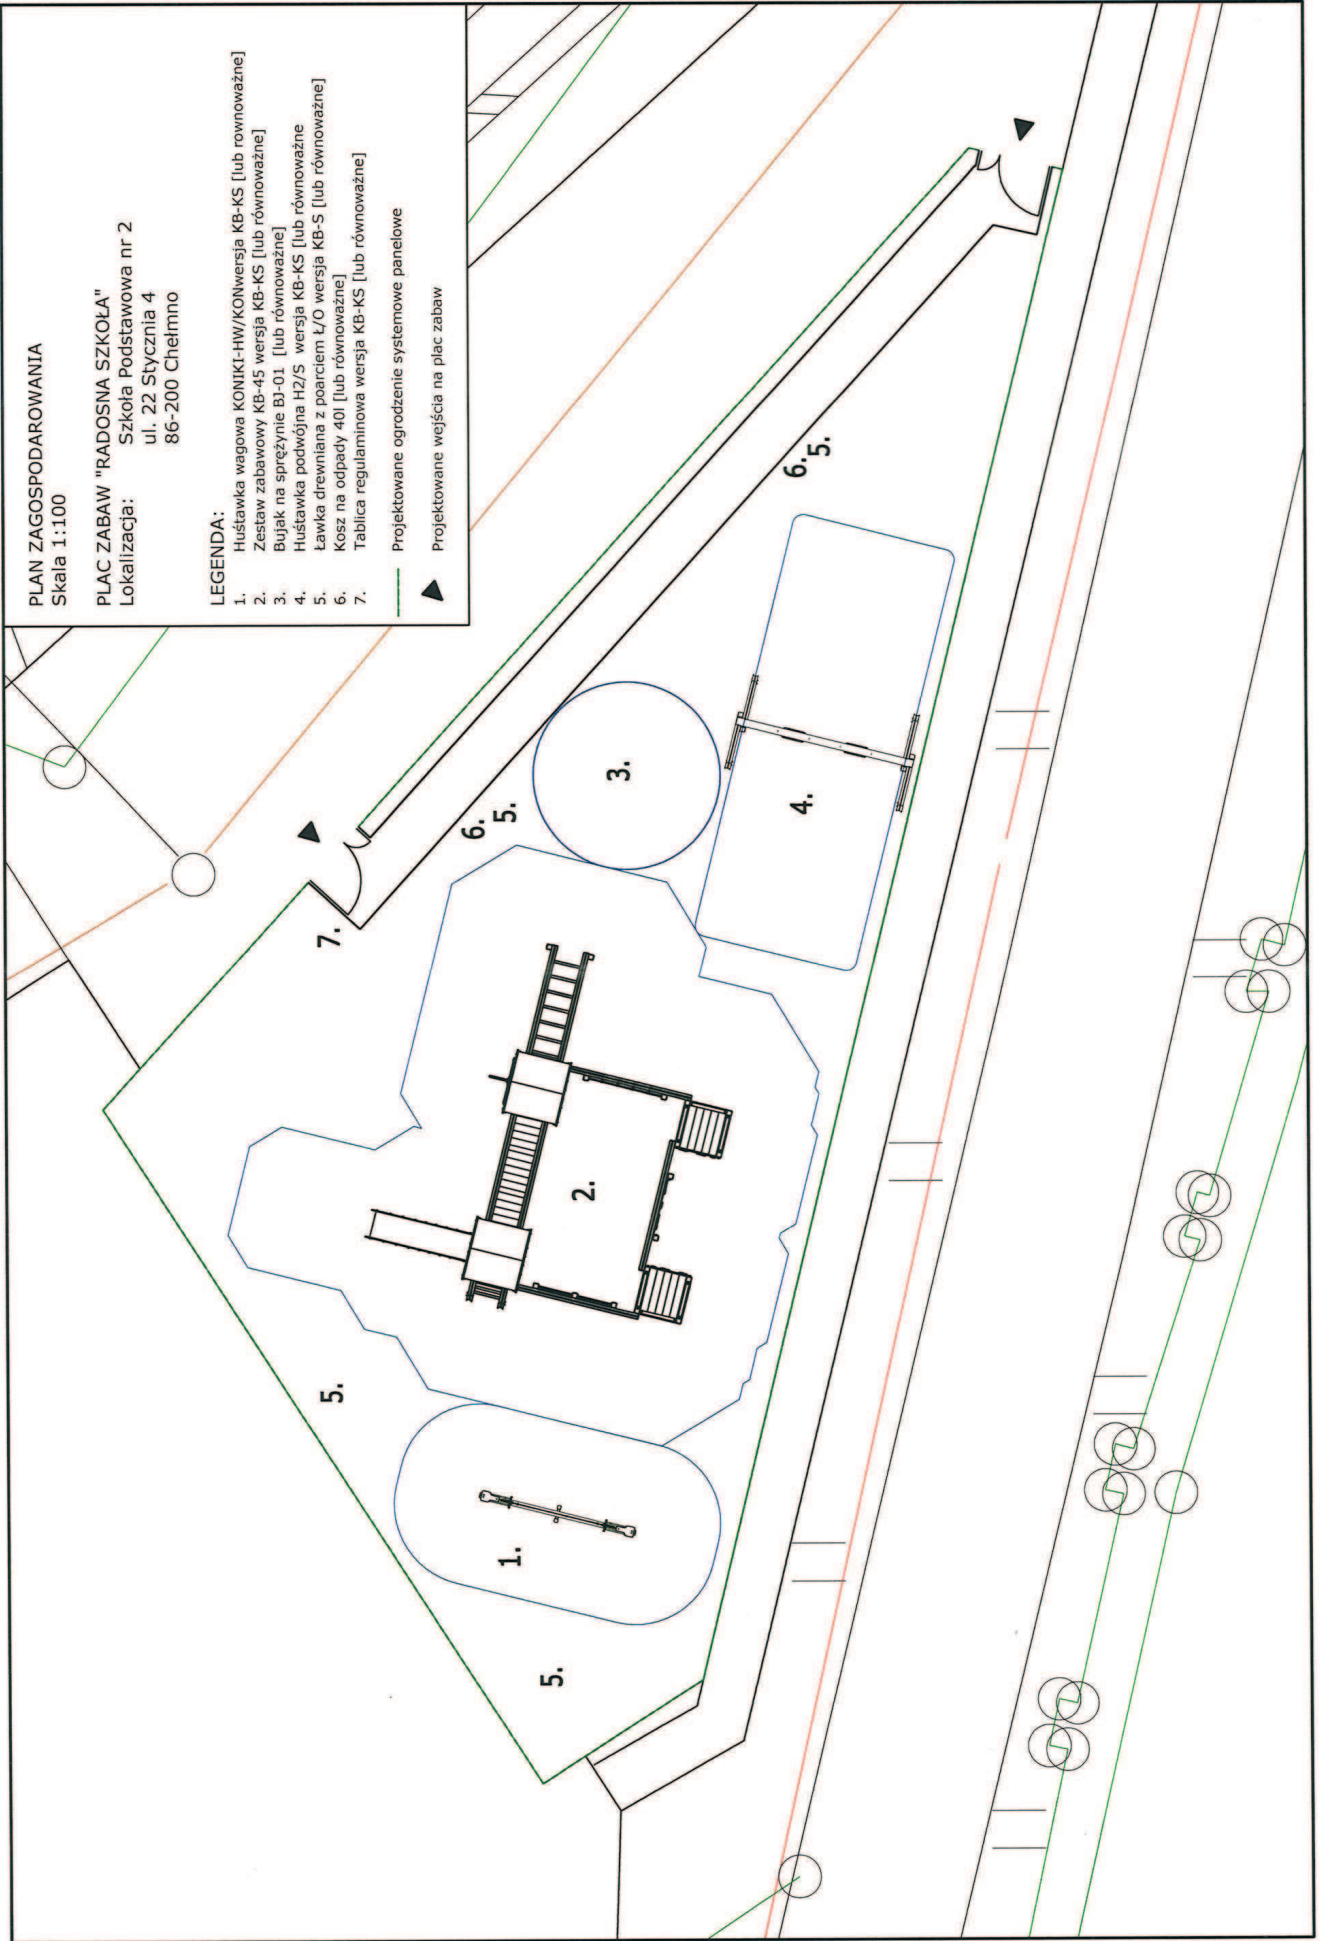 PLAN ZAGOSPODAROWANIA
Skala 1:100
PLAC ZABAW "RADOSNA SZKOŁA"
Lokalizacja: Szkoła Podstawowa nr 2
ul. 22 Stycznia 4
86-200 Chełmno
LEGENDA:
1. Huśtawka wagowa KONIKI-HW/KONwersja KB-KS [lub rownoważne]
2. Zestaw zabawowy KB-45 wersja KB-KS [lub równoważne]
3. Bujak na sprężynie BJ-01 [lub równoważne]
4. Huśtawka podwójna H2/S wersja KB-KS [lub równoważne
5. Ławka drewniana z poarciem Ł/O wersja KB-S [lub równoważne]
6. Kosz na odpady 40l [lub równoważne]
7. Tablica regulaminowa wersja KB-KS [lub równoważne]
Projektowane ogrodzenie systemowe panelowe
Projektowane wejścia na plac zabaw
7.
5.
6.
5.
1.
5.
2.
3.
4.
6.
5.